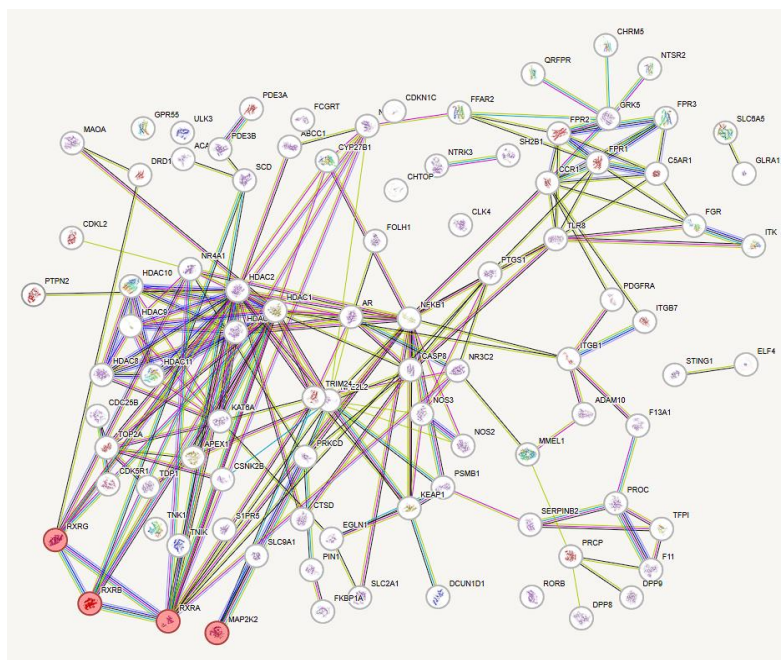 CHRM5
QRFPR
NTSR2
PDE3A
CDKN1C
FFAR2
GRK5
FPR3
GPR55
ULK3
FCGRT
FPR2
SLC6A5
MAOA
PDE3B
ABCC1
SH2B1
FPR1
ACA
CYP27B1
NTRK3
C5AR1
GLRA1
DRD1
SCD
CCR1
CHTOP
CDKL2
FOLH1
CLK4
FGR
ITK
NR4A1
TLR8
HDAC10
HDAC2
PTGS1
PTPN2
PDGFRA
HDAC9
HDAC1
AR
NFKB1
ITGB7
HDAC
ITGB1
ELF4
HDAC8
HDAC11
CASP8
NR3C2
STING1
TRIM24
CDC25B
KAT6A
NOS3
ADAM10
F13A1
TOP2A
APEX1
PRKCD
NOS2
MMEL1
CDK5R1
TDP1
CSNK2B
PSMB1
PROC
TNK1
S1PR5
CTSD
KEAP1
SERPINB2
TFPI
RXRG
TNIK
EGLN1
PRCP
F11
SLC9A1
PIN1
DPP9
RXRB
RXRA
MAP2K2
FKBP1A
SLC2A1
DCUN1D1
RORB
DPP8